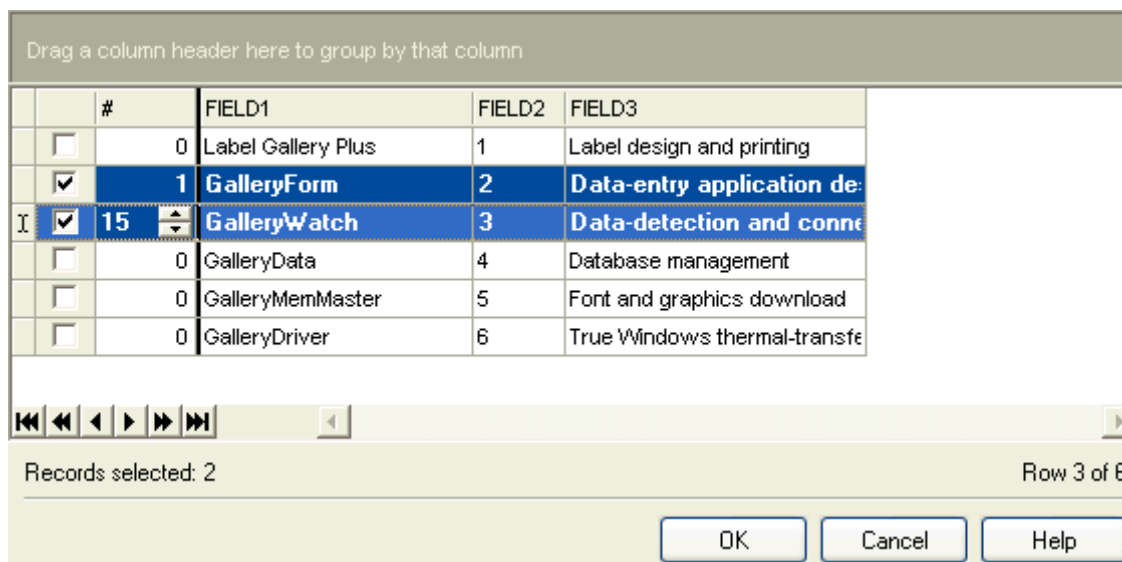 Drag a column header here to group by that column
# FIELD1 FIELD2 FIELD3
0 Label Gallery Plus 1 Label design and printing
1 GalleryForm 2 Data-entry application de
15 GalleryWatch 3 Data-detection and conne
0 GalleryData 4 Database management
0 GalleryMemMaster 5 Font and graphics download
0 GalleryDriver 6 True Windows thermal-transfe
Records selected: 2 Row 3 of 6
OK Cancel Help